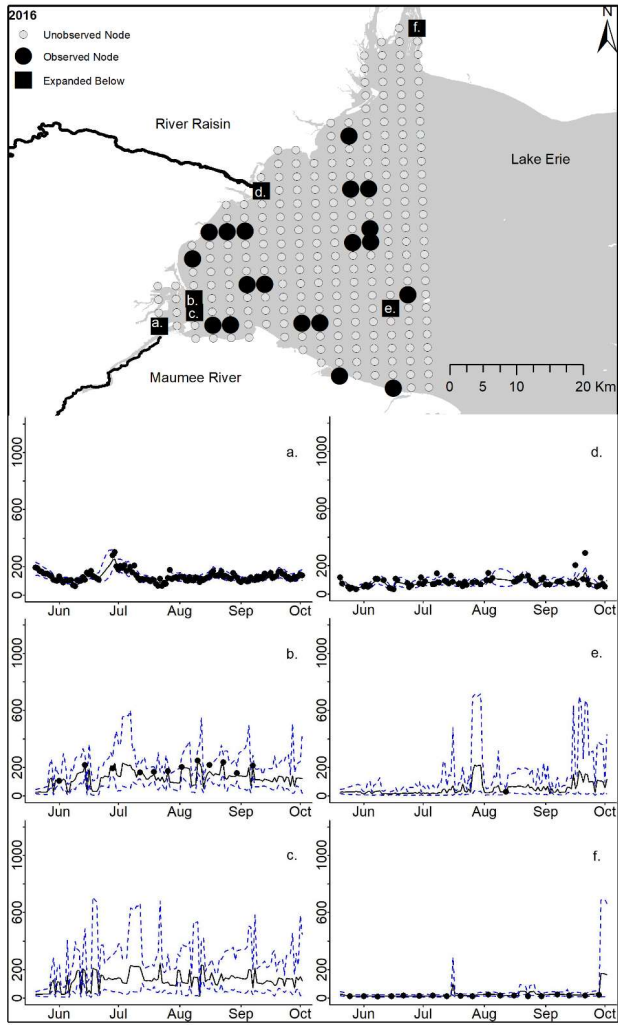 2016
N
Unobserved Node
Observed Node
Expanded Below
f.
River Raisin
Lake Erie
d.
b.
c.
e.
a.
Maumee River
0 5 10 20 Km
a.
0 200 600 1000
Jun Jul Aug Sep Oct
d.
0 200 600 1000
Jun Jul Aug Sep Oct
b.
0 200 600 1000
Jun Jul Aug Sep Oct
e.
0 200 600 1000
Jun Jul Aug Sep Oct
c.
0 200 600 1000
Jun Jul Aug Sep Oct
f.
0 200 600 1000
Jun Jul Aug Sep Oct